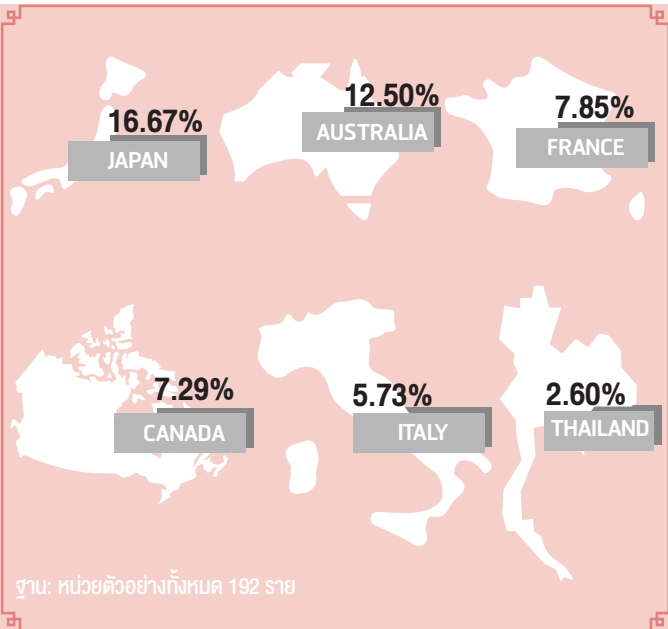 16.67%
JAPAN
12.50%
AUSTRALIA
7.85%
FRANCE
7.29%
CANADA
5.73%
ITALY
2.60%
THAILAND
ฐาน: หน่วยตัวอย่างทั้งหมด 192 ราย